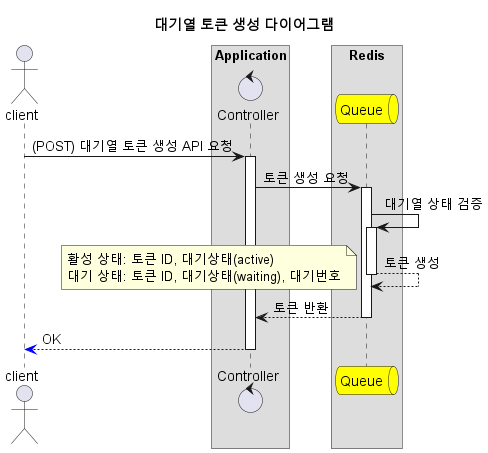 대기열 토큰 생성 다이어그램
Application
Redis
client
Controller
Queue
(POST) 대기열 토큰 생성 API 요청
토큰 생성 요청
대기열 상태 검증
활성 상태: 토큰 ID, 대기상태(active)
대기 상태: 토큰 ID, 대기상태(waiting), 대기번호
토큰 생성
토큰 반환
OK
client
Controller
Queue